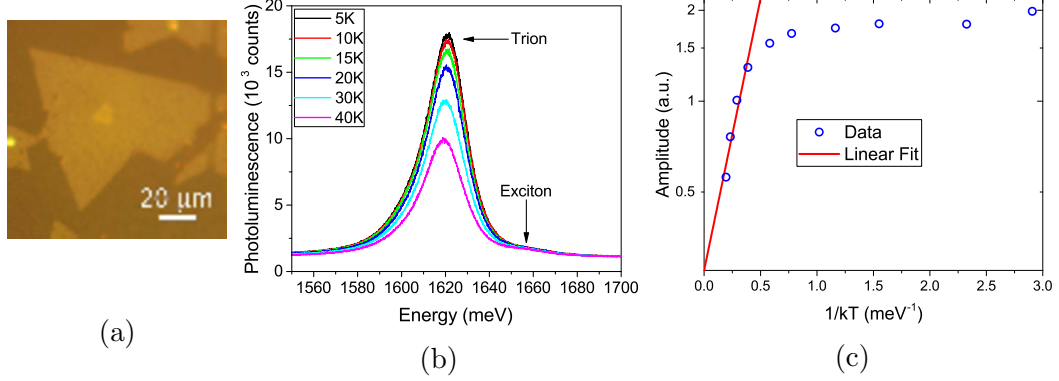 20 μm
(a)
Photoluminescence (10³ counts)
20
15
10
5
0
5K
10K
15K
20K
30K
40K
Trion
Exciton
1560 1580 1600 1620 1640 1660 1680 1700
Energy (meV)
(b)
Amplitude (a.u.)
2
1.5
1
0.5
Data
Linear Fit
0.0 0.5 1.0 1.5 2.0 2.5 3.0
1/kT (meV⁻¹)
(c)